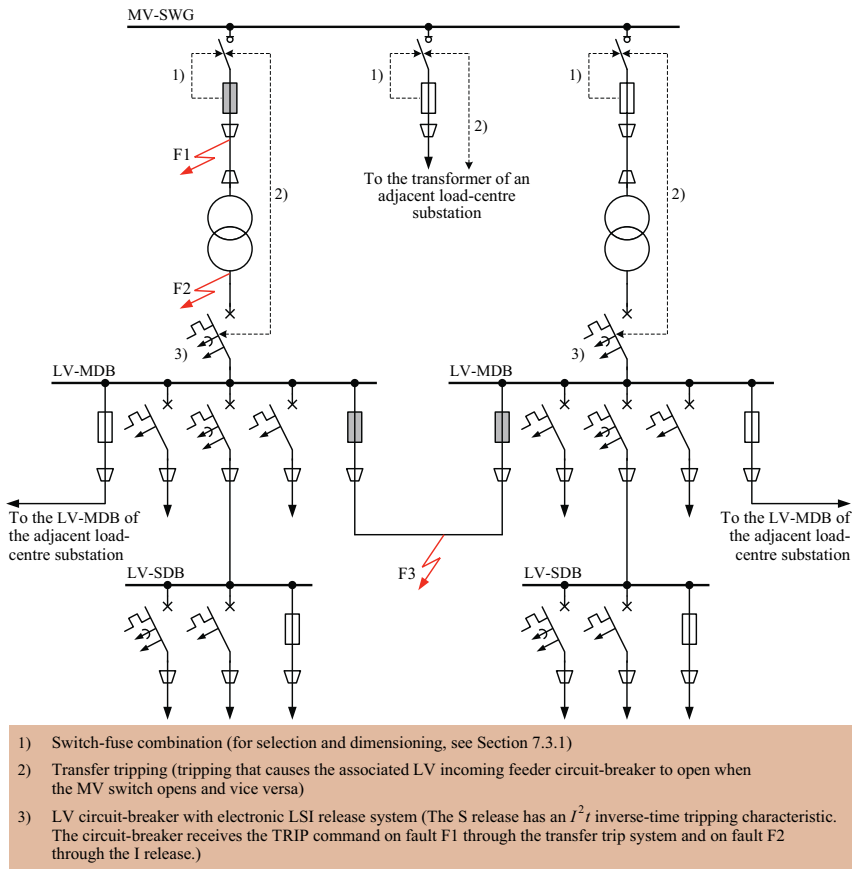 MV-SWG
1)
1)
1)
2)
F1
To the transformer of an
adjacent load-centre
substation
2)
2)
F2
3)
3)
LV-MDB
LV-MDB
To the LV-MDB of
the adjacent load-
centre substation
To the LV-MDB of
the adjacent load-
centre substation
F3
LV-SDB
LV-SDB
1) Switch-fuse combination (for selection and dimensioning, see Section 7.3.1)
2) Transfer tripping (tripping that causes the associated LV incoming feeder circuit-breaker to open when
the MV switch opens and vice versa)
3) LV circuit-breaker with electronic LSI release system (The S release has an I²t inverse-time tripping characteristic.
The circuit-breaker receives the TRIP command on fault F1 through the transfer trip system and on fault F2
through the I release.)